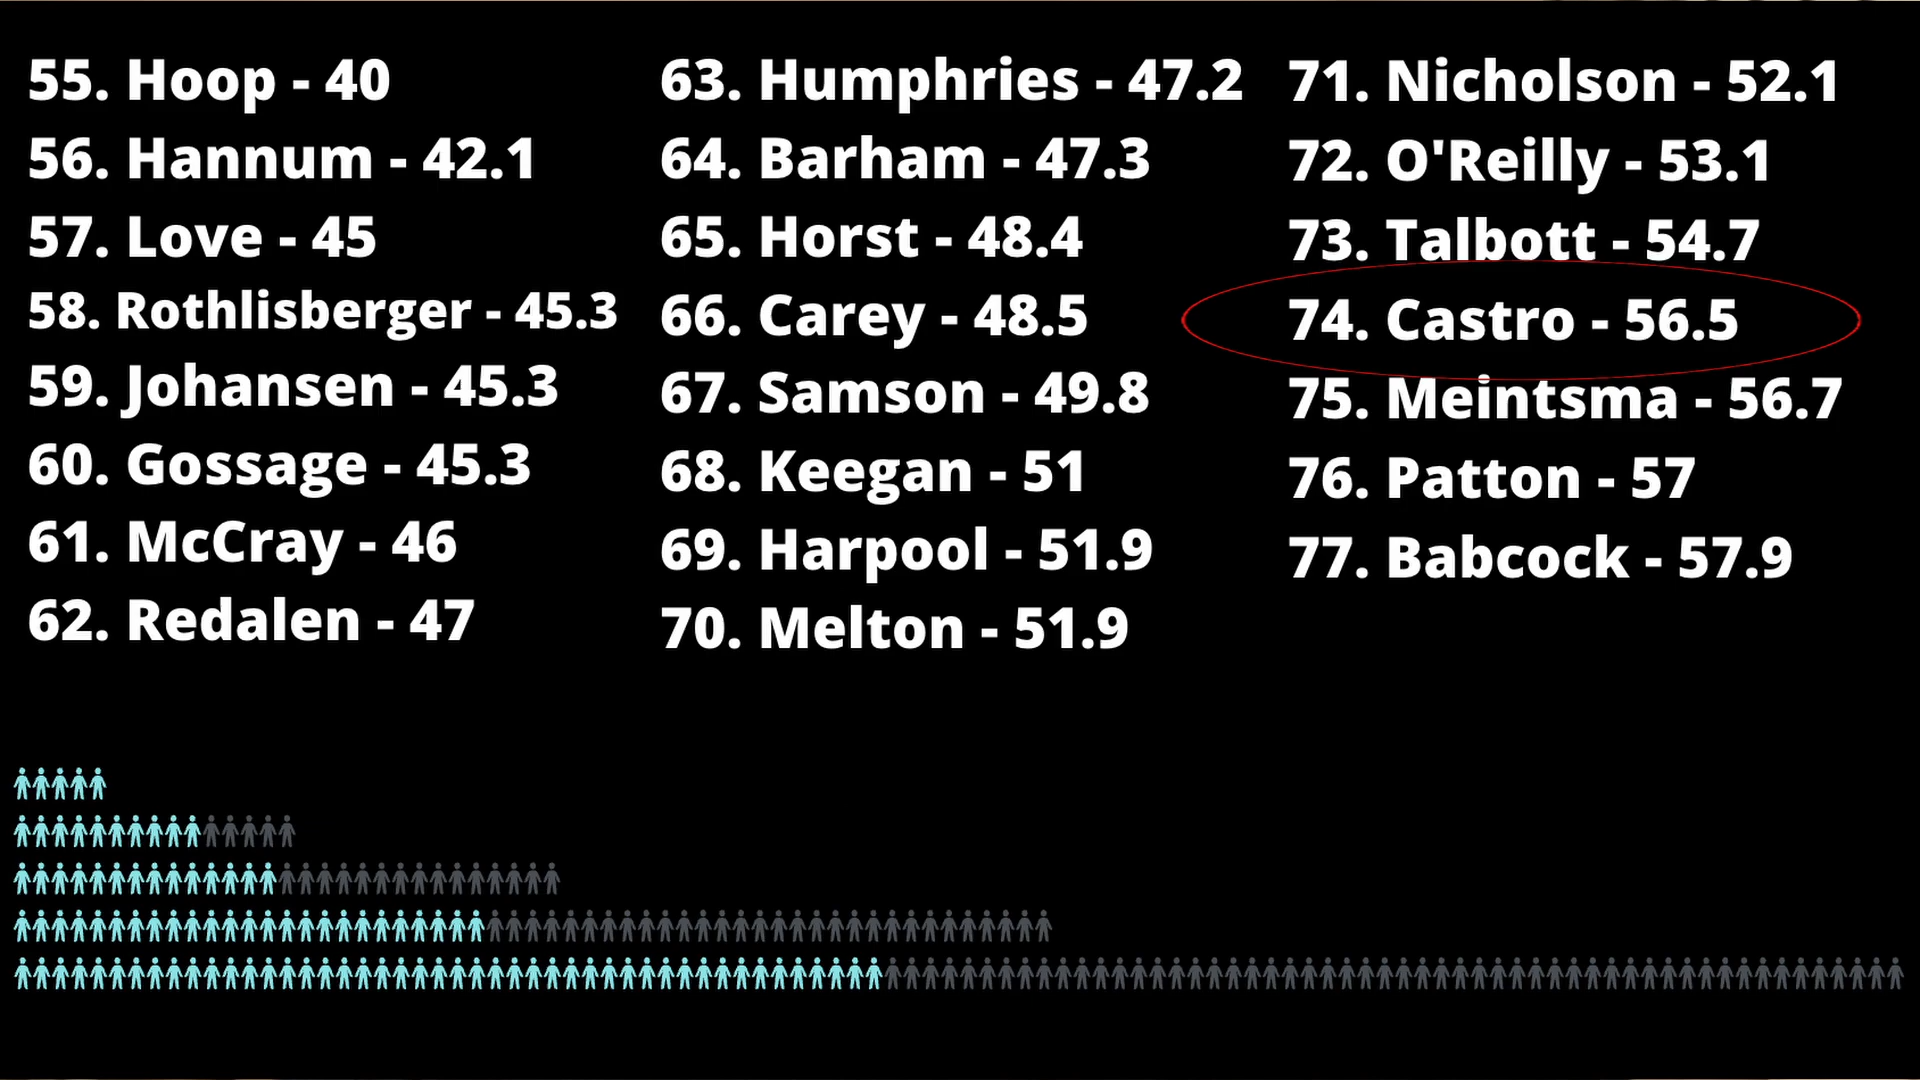 55. Hoop - 40
56. Hannum - 42.1
57. Love - 45
58. Rothlisberger - 45.3
59. Johansen - 45.3
60. Gossage - 45.3
61. McCray - 46
62. Redalen - 47
63. Humphries - 47.2
64. Barham - 47.3
65. Horst - 48.4
66. Carey - 48.5
67. Samson - 49.8
68. Keegan - 51
69. Harpool - 51.9
70. Melton - 51.9
71. Nicholson - 52.1
72. O'Reilly - 53.1
73. Talbott - 54.7
74. Castro - 56.5
75. Meintsma - 56.7
76. Patton - 57
77. Babcock - 57.9